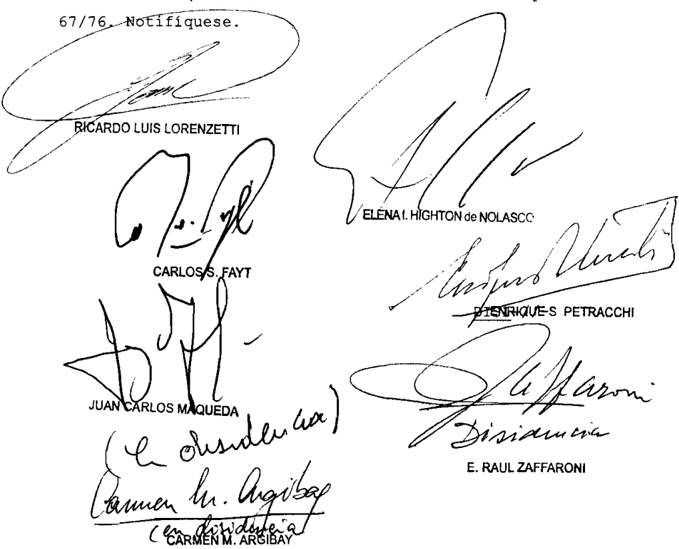 67/76. Notifíquese.
RICARDO LUIS LORENZETTI
ELENA I. HIGHTON de NOLASCO
CARLOS S. FAYT
ENRIQUE S PETRACCHI
JUAN CARLOS MAQUEDA
(en disidencia)
Zaffaroni
Disidencia
E. RAUL ZAFFARONI
Carmen M. Argibay
(en disidencia)
CARMEN M. ARGIBAY